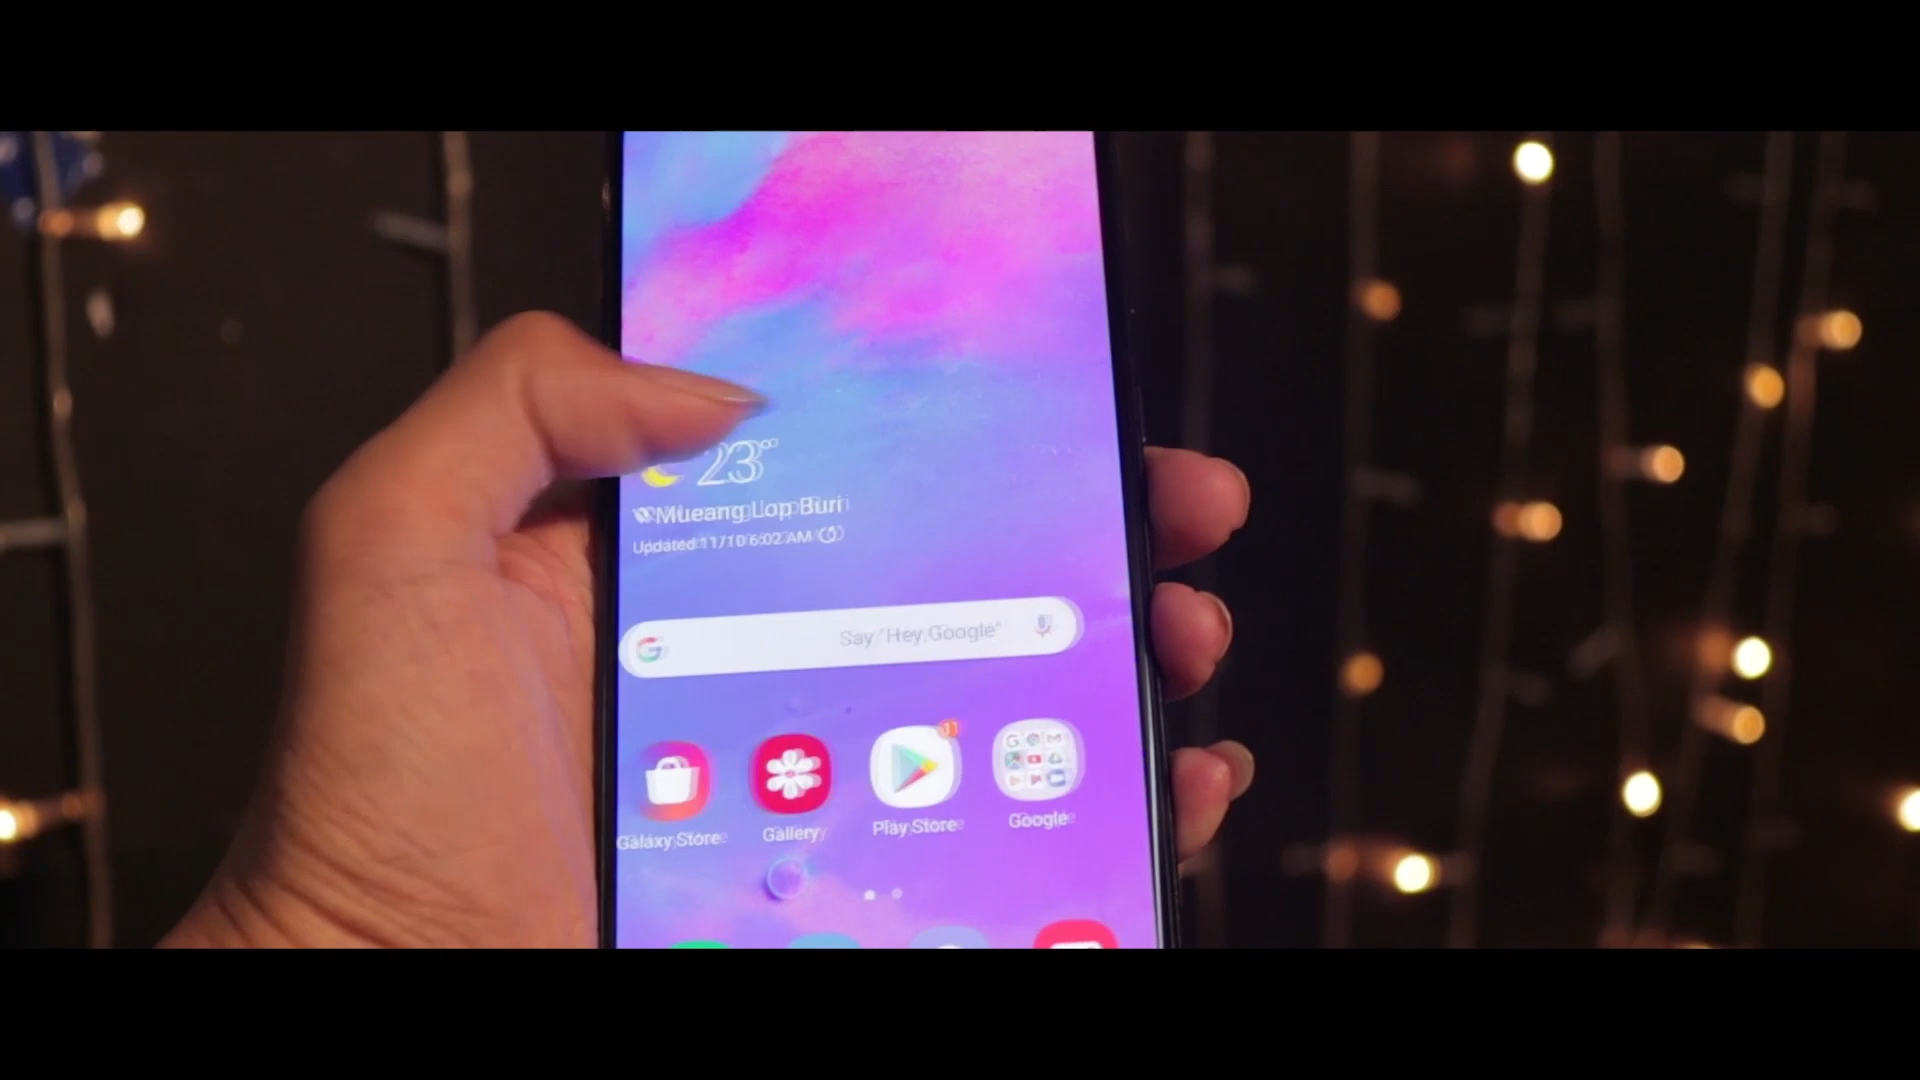 23°
Mueang Lop Buri
Updated 11/10 6:02 AM
Say "Hey Google"
11
Galaxy Store
Gallery
Play Store
Google